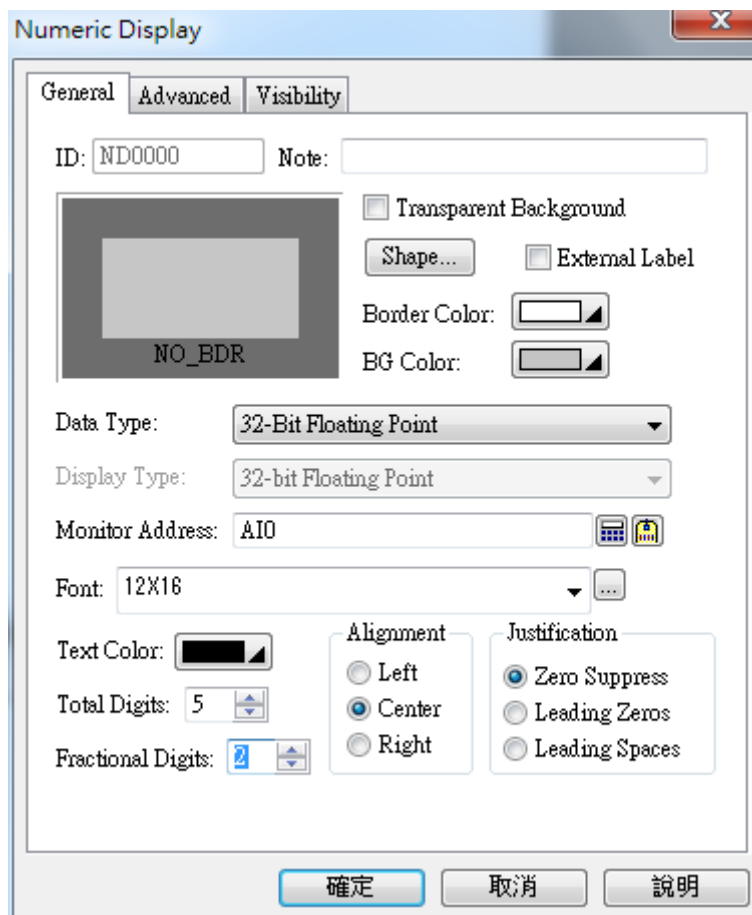 Numeric Display
General Advanced Visibility
ID: ND0000 Note:
Transparent Background
Shape... External Label
Border Color:
NO_BDR
BG Color:
Data Type: 32-Bit Floating Point
Display Type: 32-bit Floating Point
Monitor Address: AI0
Font: 12X16 ...
Alignment Justification
Text Color: Left Zero Suppress
Total Digits: 5 Center Leading Zeros
Fractional Digits: 2 Right Leading Spaces
確定 取消 說明